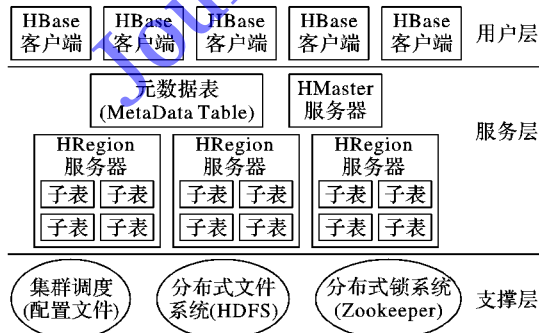 HBase HBase HBase HBase HBase
客户端 客户端 客户端 客户端 客户端
用户层
元数据表
(MetaData Table)
HMaster
服务器
服务层
HRegion
服务器
子表 子表
子表 子表
HRegion
服务器
子表 子表
子表 子表
HRegion
服务器
子表 子表
子表 子表
集群调度
(配置文件)
分布式文件
系统(HDFS)
分布式锁系统
(Zookeeper)
支撑层
Jou